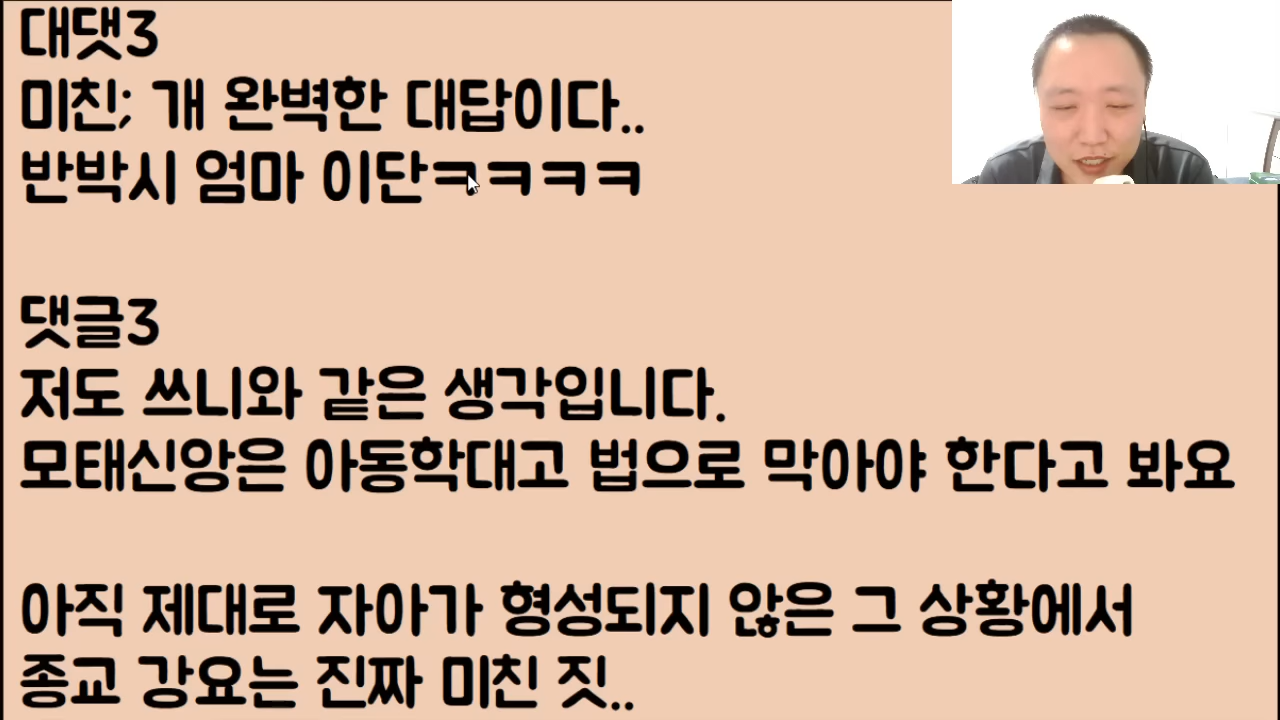 대댓3
미친; 개 완벽한 대답이다..
반박시 엄마 이단ㅋㅋㅋㅋ
댓글3
저도 쓰니와 같은 생각입니다.
모태신앙은 아동학대고 법으로 막아야 한다고 봐요
아직 제대로 자아가 형성되지 않은 그 상황에서
종교 강요는 진짜 미친 짓..